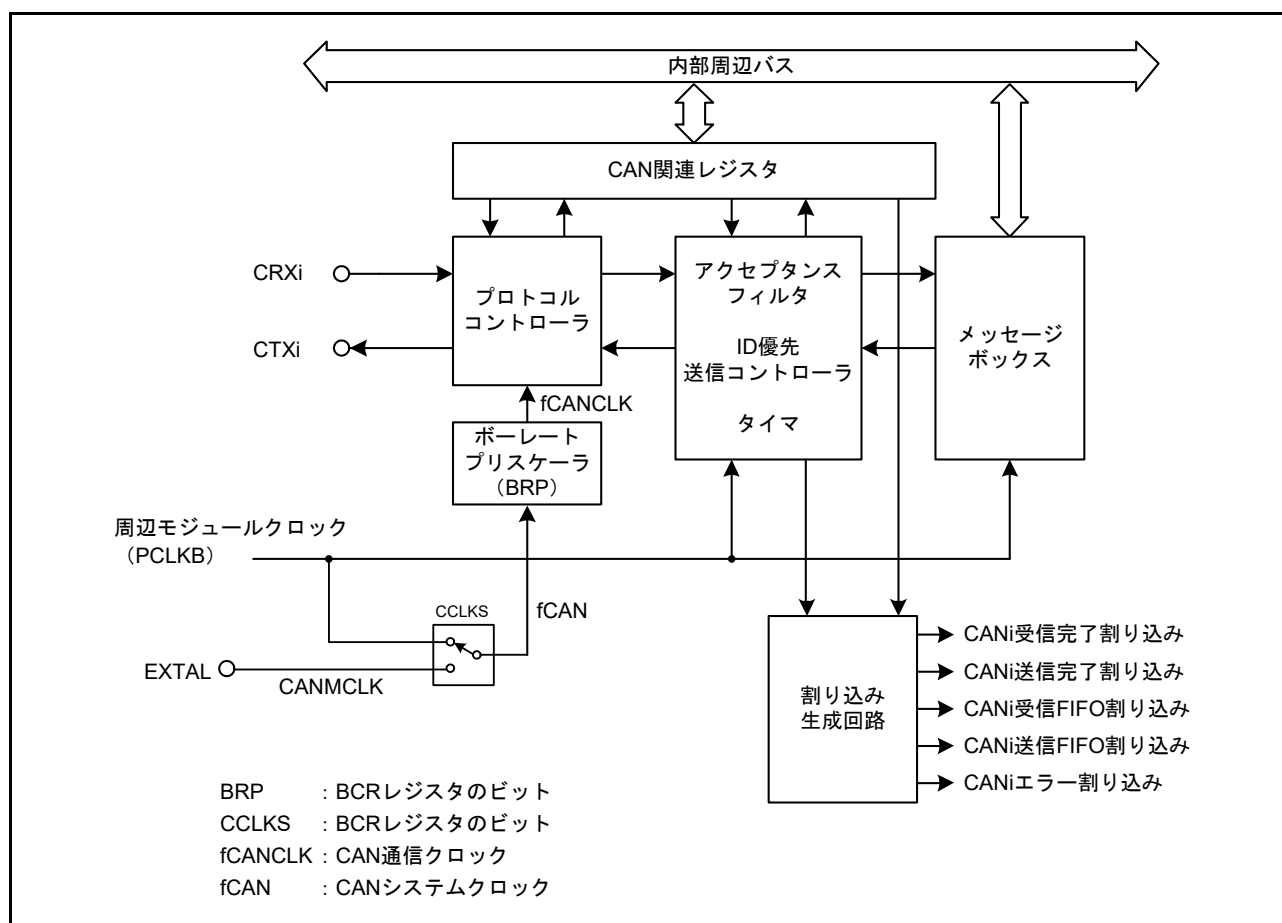 内部周辺バス
CAN関連レジスタ
CRXi
CTXi
プロトコル
コントローラ
アクセプタンス
フィルタ
ID優先
送信コントローラ
タイマ
メッセージ
ボックス
fCANCLK
ボーレート
プリスケーラ
（BRP）
周辺モジュールクロック
（PCLKB）
CCLKS
fCAN
EXTAL
CANMCLK
割り込み
生成回路
CANi受信完了割り込み
CANi送信完了割り込み
CANi受信FIFO割り込み
CANi送信FIFO割り込み
CANiエラー割り込み
BRP : BCRレジスタのビット
CCLKS : BCRレジスタのビット
fCANCLK : CAN通信クロック
fCAN : CANシステムクロック